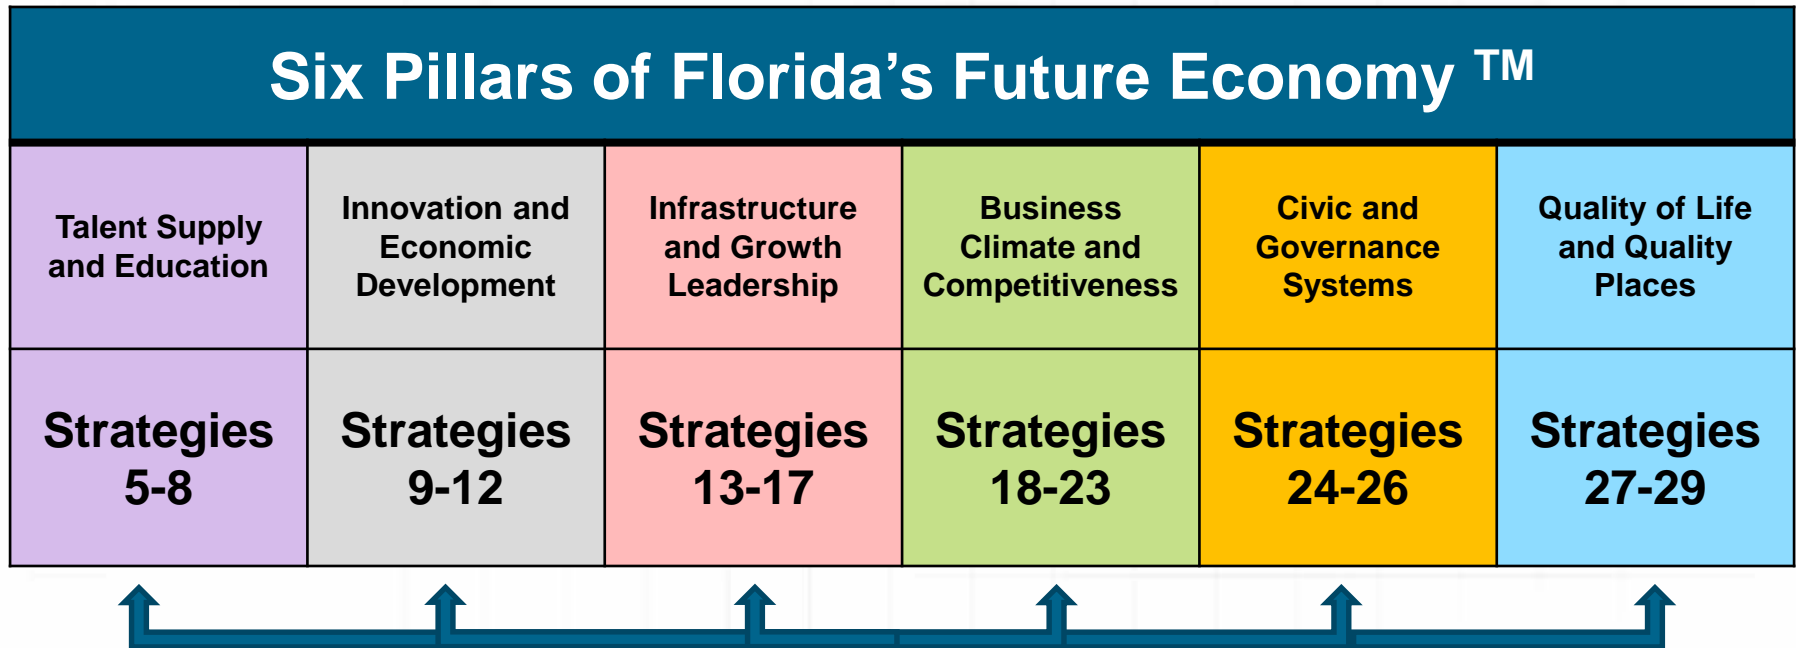 Six Pillars of Florida’s Future Economy ™
Talent Supply
and Education
Innovation and
Economic
Development
Infrastructure
and Growth
Leadership
Business
Climate and
Competitiveness
Civic and
Governance
Systems
Quality of Life
and Quality
Places
Strategies
5-8
Strategies
9-12
Strategies
13-17
Strategies
18-23
Strategies
24-26
Strategies
27-29